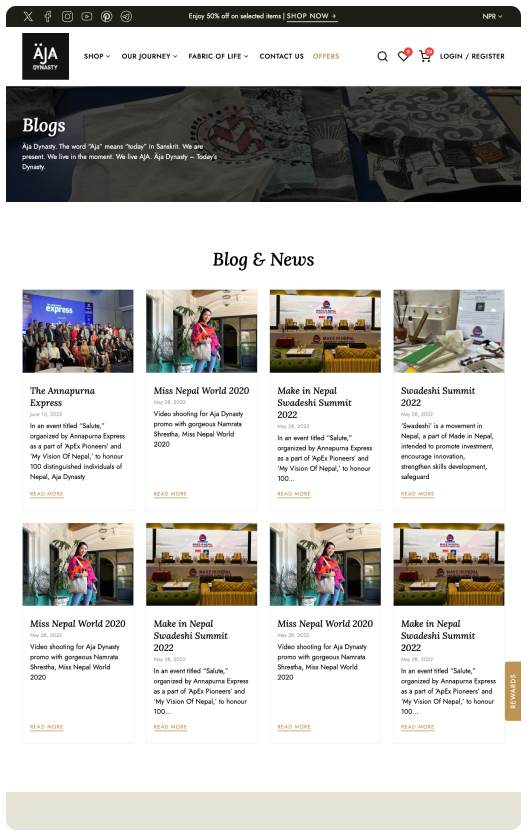 Enjoy 50% off on selected items | SHOP NOW →
NPR
ÄJA
DYNASTY
SHOP
OUR JOURNEY
FABRIC OF LIFE
CONTACT US
OFFERS
LOGIN / REGISTER
Blogs
Äja Dynasty. The word "Äja" means "today" in Sanskrit. We are
present. We live in the moment. We live AJA. Äja Dynasty – Today's
Dynasty.
Blog & News
express
The Annapurna
Express
June 10, 2023
In an event titled "Salute,"
organized by Annapurna Express
as a part of 'ApEx Pioneers' and
'My Vision Of Nepal,' to honour
100 distinguished individuals of
Nepal, Aja Dynasty
READ MORE
Miss Nepal World 2020
May 28, 2022
Video shooting for Aja Dynasty
promo with gorgeous Namrata
Shrestha, Miss Nepal World
2020
READ MORE
MAKE IN NEPAL
Make in Nepal
Swadeshi Summit
2022
May 28, 2022
In an event titled "Salute,"
organized by Annapurna Express
as a part of 'ApEx Pioneers' and
'My Vision Of Nepal,' to honour
100...
READ MORE
Swadeshi Summit
2022
May 28, 2022
'Swadeshi' is a movement in
Nepal, a part of Made in Nepal,
intended to promote investment,
encourage innovation,
strengthen skills development,
safeguard
READ MORE
Miss Nepal World 2020
May 28, 2022
Video shooting for Aja Dynasty
promo with gorgeous Namrata
Shrestha, Miss Nepal World
2020
READ MORE
MAKE IN NEPAL
Make in Nepal
Swadeshi Summit
2022
May 28, 2022
In an event titled "Salute,"
organized by Annapurna Express
as a part of 'ApEx Pioneers' and
'My Vision Of Nepal,' to honour
100...
READ MORE
Miss Nepal World 2020
May 28, 2022
Video shooting for Aja Dynasty
promo with gorgeous Namrata
Shrestha, Miss Nepal World
2020
READ MORE
MAKE IN NEPAL
Make in Nepal
Swadeshi Summit
2022
May 28, 2022
In an event titled "Salute,"
organized by Annapurna Express
as a part of 'ApEx Pioneers' and
'My Vision Of Nepal,' to honour
100...
READ MORE
REWARDS